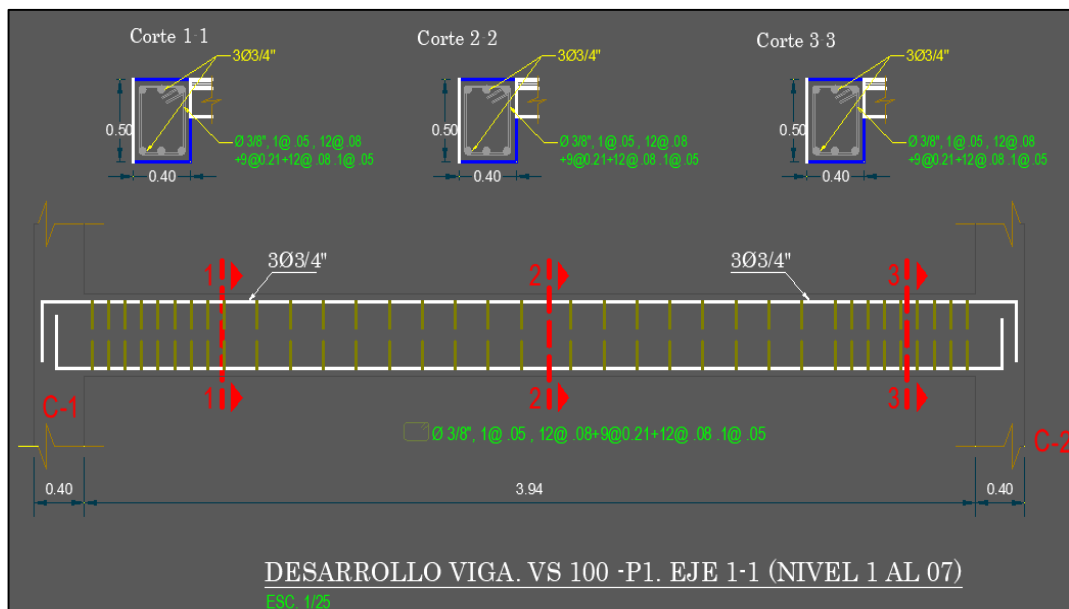 Corte 1-1
3Ø3/4"
0.50
Ø 3/8", 1@ .05 , 12@ .08
+9@0.21+12@ .08 .1@ .05
0.40
Corte 2-2
3Ø3/4"
0.50
Ø 3/8", 1@ .05 , 12@ .08
+9@0.21+12@ .08 .1@ .05
0.40
Corte 3-3
3Ø3/4"
0.50
Ø 3/8", 1@ .05 , 12@ .08
+9@0.21+12@ .08 .1@ .05
0.40
1
3Ø3/4"
2
3Ø3/4"
3
1
2
3
C-1
Ø 3/8", 1@ .05 , 12@ .08+9@0.21+12@ .08 .1@ .05
C-2
0.40
3.94
0.40
DESARROLLO VIGA. VS 100 -P1. EJE 1-1 (NIVEL 1 AL 07)
ESC. 1/25